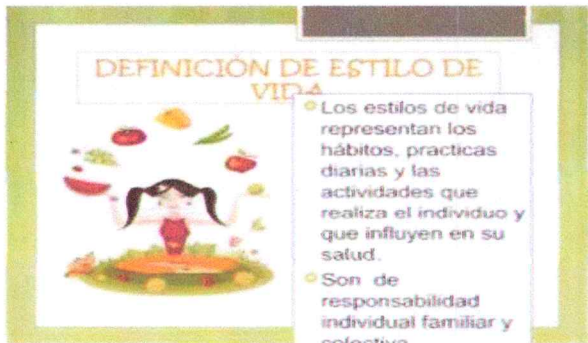 DEFINICIÓN DE ESTILO DE
VIDA
Los estilos de vida
representan los
hábitos, practicas
diarias y las
actividades que
realiza el individuo y
que influyen en su
salud.
Son de
responsabilidad
individual familiar y